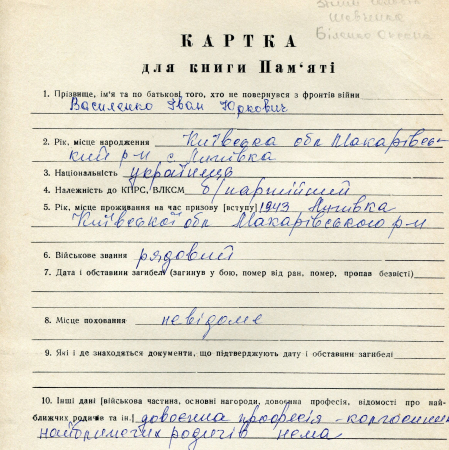 Шевченка
Біленко Оксана
КАРТКА
для книги Пам'яті
1. Прізвище, ім'я та по батькові того, хто не повернувся з фронтів війни
Василенко Іван Юркович
2. Рік, місце народження Київська обл Макарівсь-
кий р-н с. Лишівка
3. Національність українець
4. Належність до КПРС, ВЛКСМ б/партійний
5. Рік, місце проживання на час призову [вступу] 1943
Київської обл Макарівського р-н
6. Військове звання рядовий
7. Дата і обставини загибелі (загинув у бою, помер від ран, помер, пропав безвісті)
8. Місце поховання невідоме
9. Які і де знаходяться документи, що підтверджують дату і обставини загибелі
10. Інші дані [військова частина, основні нагороди, довоєнна професія, відомості про най-
ближчих родичів та ін.] довоєнна професія - колгоспник
найближчих родичів нема